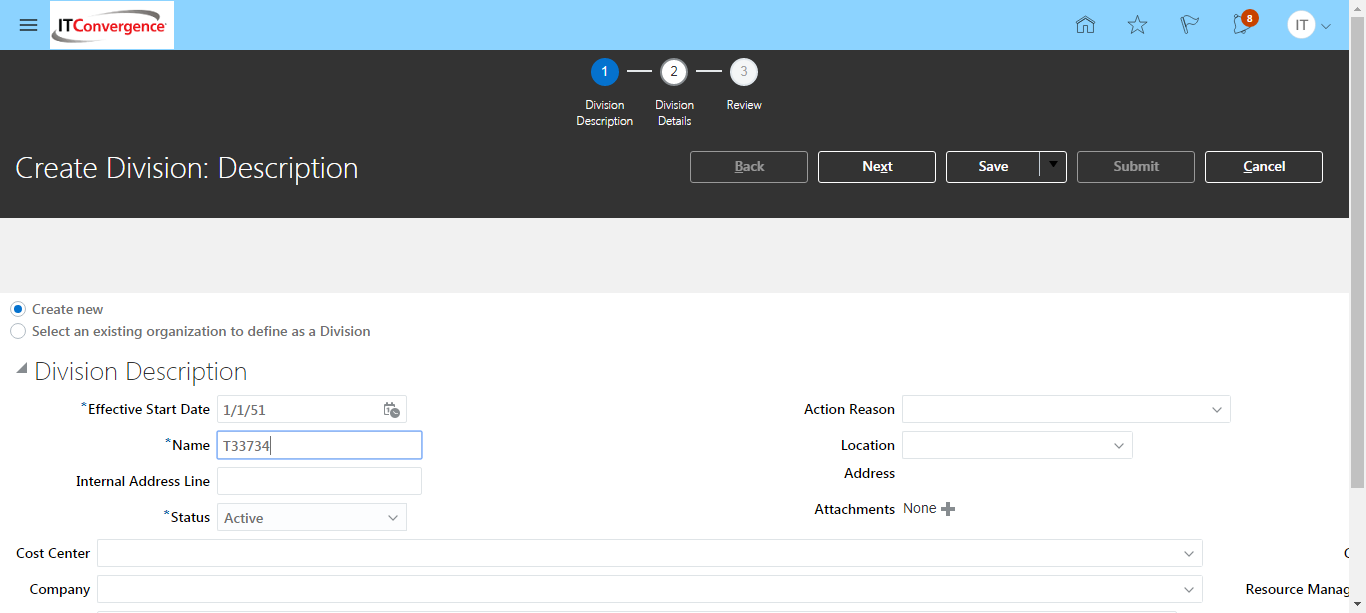 ITConvergence
8
IT
1
2
3
Division Description
Division Details
Review
Create Division: Description
Back
Next
Save
Submit
Cancel
Create new
Select an existing organization to define as a Division
Division Description
*Effective Start Date 1/1/51
Action Reason
*Name T33734
Location
Internal Address Line
Address
*Status Active
Attachments None
Cost Center
Company
Resource Manag